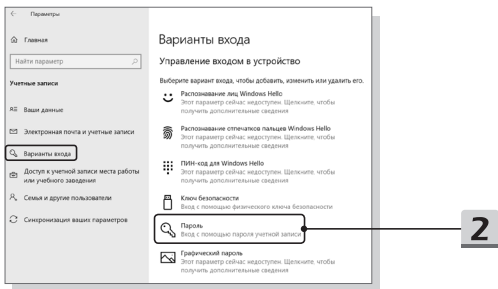 Параметры
Главная
Найти параметр
Учетные записи
Ваши данные
Электронная почта и учетные записи
Варианты входа
Доступ к учетной записи места работы
или учебного заведения
Семья и другие пользователи
Синхронизация ваших параметров
Варианты входа
Управление входом в устройство
Выберите вариант входа, чтобы добавить, изменить или удалить его.
Распознавание лиц Windows Hello
Этот параметр сейчас недоступен. Щелкните, чтобы
получить дополнительные сведения
Распознавание отпечатков пальцев Windows Hello
Этот параметр сейчас недоступен. Щелкните, чтобы
получить дополнительные сведения
ПИН-код для Windows Hello
Этот параметр сейчас недоступен. Щелкните, чтобы
получить дополнительные сведения
Ключ безопасности
Вход с помощью физического ключа безопасности
Пароль
Вход с помощью пароля учетной записи
2
Графический пароль
Этот параметр сейчас недоступен. Щелкните, чтобы
получить дополнительные сведения